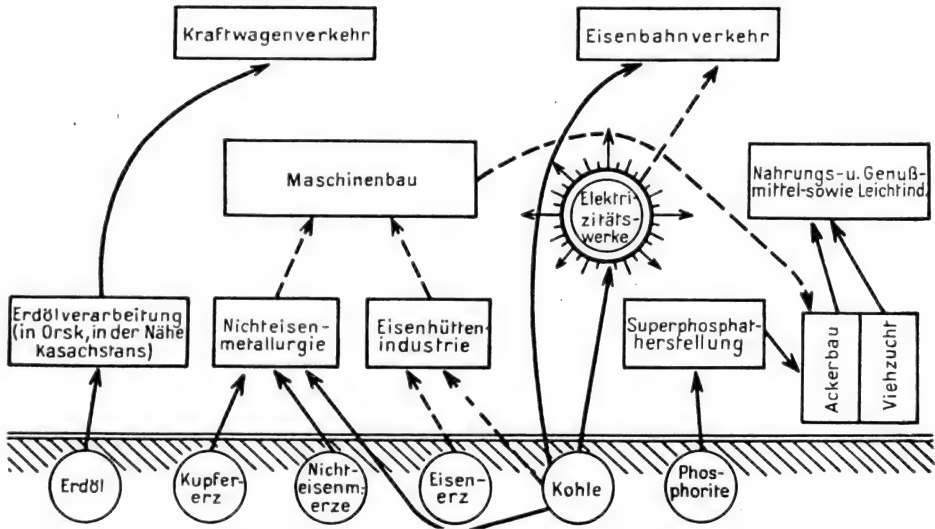 Kraftwagenverkehr
Eisenbahnverkehr
Maschinenbau
Elektri-
zitäts-
werke
Nahrungs-u. Genuß-
mittel-sowie Leichtind.
Erdölverarbeitung
(in Orsk, in der Nähe
Kasachstans)
Nichteisen-
metallurgie
Eisenhütten-
industrie
Superphosphat-
herstellung
Ackerbau
Viehzucht
Erdöl
Kupfer-
erz
Nicht-
eisenm.
erze
Eisen-
erz
Kohle
Phos-
phorite